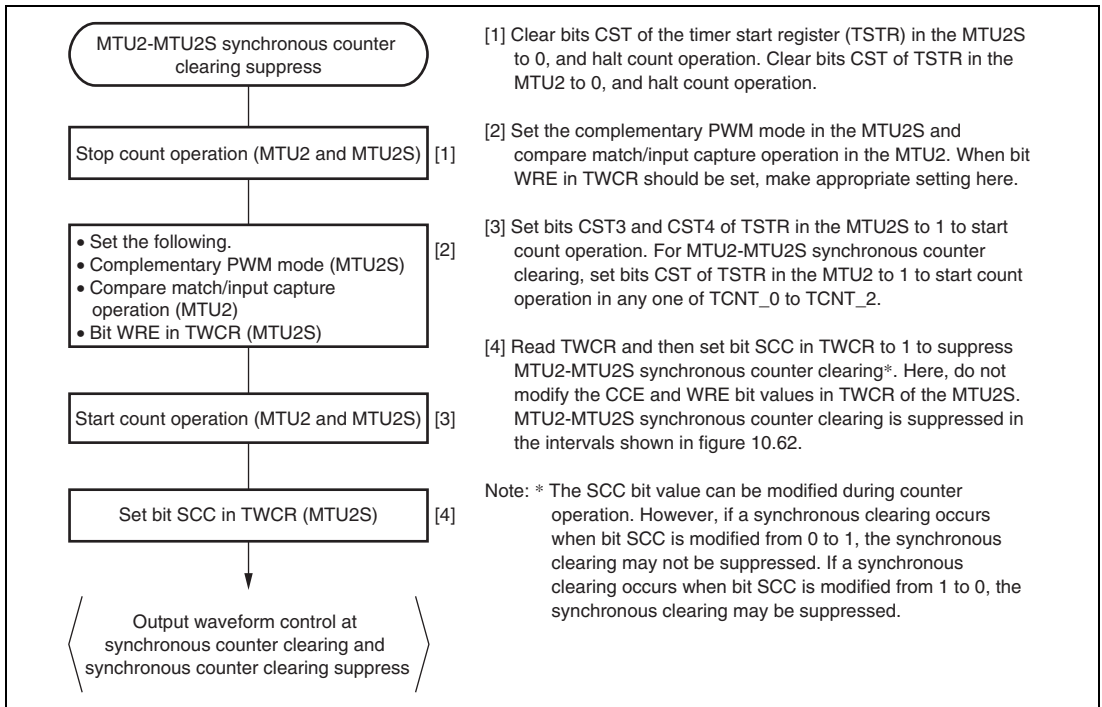 MTU2-MTU2S synchronous counter
clearing suppress
Stop count operation (MTU2 and MTU2S)
[1]
• Set the following.
• Complementary PWM mode (MTU2S)
• Compare match/input capture
operation (MTU2)
• Bit WRE in TWCR (MTU2S)
[2]
Start count operation (MTU2 and MTU2S)
[3]
Set bit SCC in TWCR (MTU2S)
[4]
Output waveform control at
synchronous counter clearing and
synchronous counter clearing suppress
[1] Clear bits CST of the timer start register (TSTR) in the MTU2S
to 0, and halt count operation. Clear bits CST of TSTR in the
MTU2 to 0, and halt count operation.
[2] Set the complementary PWM mode in the MTU2S and
compare match/input capture operation in the MTU2. When bit
WRE in TWCR should be set, make appropriate setting here.
[3] Set bits CST3 and CST4 of TSTR in the MTU2S to 1 to start
count operation. For MTU2-MTU2S synchronous counter
clearing, set bits CST of TSTR in the MTU2 to 1 to start count
operation in any one of TCNT_0 to TCNT_2.
[4] Read TWCR and then set bit SCC in TWCR to 1 to suppress
MTU2-MTU2S synchronous counter clearing*. Here, do not
modify the CCE and WRE bit values in TWCR of the MTU2S.
MTU2-MTU2S synchronous counter clearing is suppressed in
the intervals shown in figure 10.62.
Note: * The SCC bit value can be modified during counter
operation. However, if a synchronous clearing occurs
when bit SCC is modified from 0 to 1, the synchronous
clearing may not be suppressed. If a synchronous
clearing occurs when bit SCC is modified from 1 to 0, the
synchronous clearing may be suppressed.